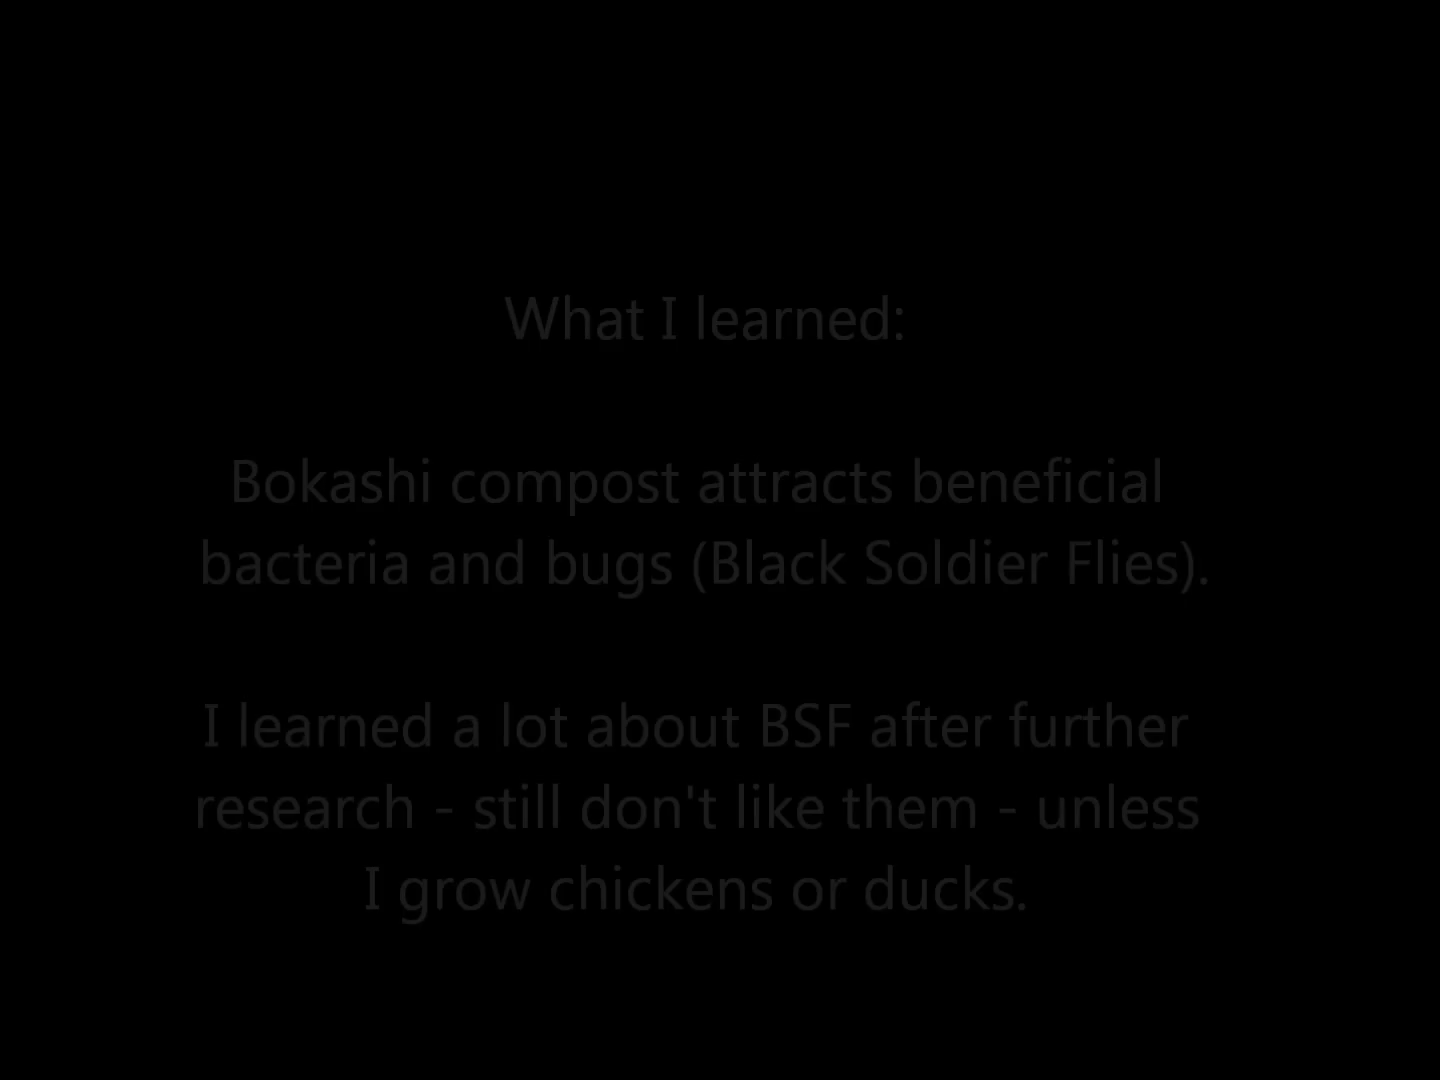 What I learned:
Bokashi compost attracts beneficial
bacteria and bugs (Black Soldier Flies).
I learned a lot about BSF after further
research - still don't like them - unless
I grow chickens or ducks.